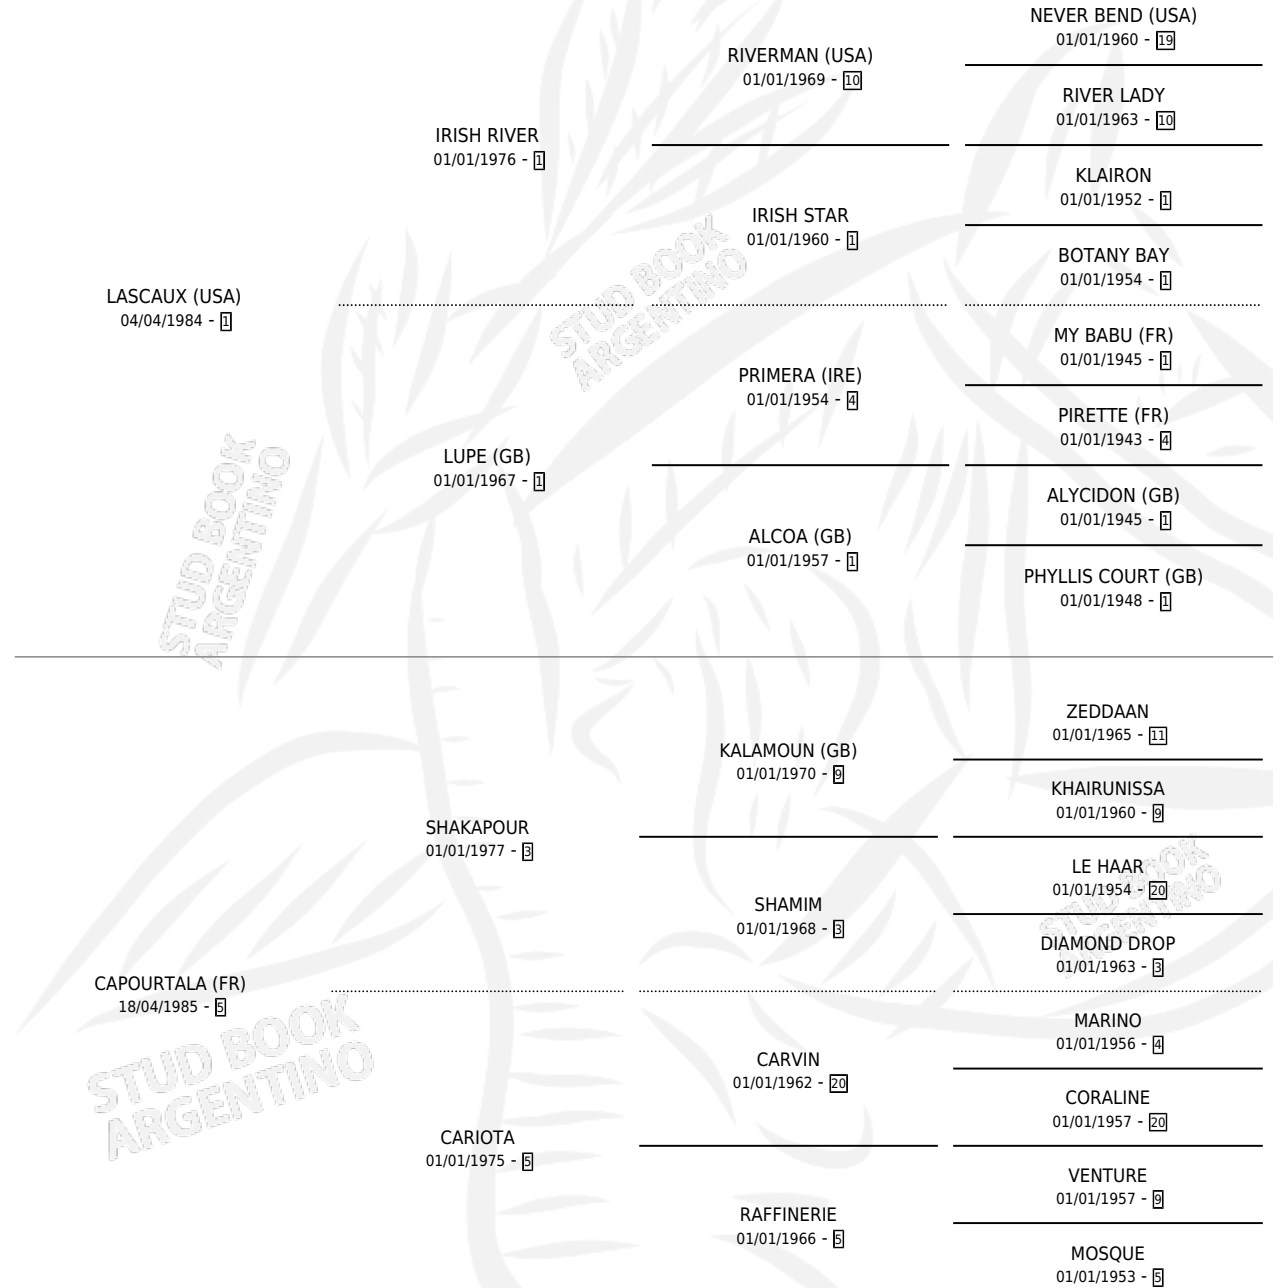 NEVER BEND (USA)
01/01/1960 - 19
RIVERMAN (USA)
01/01/1969 - 10
RIVER LADY
01/01/1963 - 10
IRISH RIVER
01/01/1976 - 1
KLAIRON
01/01/1952 - 1
IRISH STAR
01/01/1960 - 1
BOTANY BAY
01/01/1954 - 1
LASCAUX (USA)
04/04/1984 - 1
MY BABU (FR)
01/01/1945 - 1
PRIMERA (IRE)
01/01/1954 - 4
PIRETTE (FR)
01/01/1943 - 4
LUPE (GB)
01/01/1967 - 1
ALYCIDON (GB)
01/01/1945 - 1
ALCOA (GB)
01/01/1957 - 1
PHYLLIS COURT (GB)
01/01/1948 - 1
STUD BOOK
ARGENTINO
STUD BOOK
ARGENTINO
ZEDDAAN
01/01/1965 - 11
KALAMOUN (GB)
01/01/1970 - 9
KHAIRUNISSA
01/01/1960 - 9
SHAKAPOUR
01/01/1977 - 3
LE HAAR
01/01/1954 - 20
SHAMIM
01/01/1968 - 3
DIAMOND DROP
01/01/1963 - 3
CAPOURTALA (FR)
18/04/1985 - 5
MARINO
01/01/1956 - 4
CARVIN
01/01/1962 - 20
CORALINE
01/01/1957 - 20
CARIOTA
01/01/1975 - 5
VENTURE
01/01/1957 - 9
RAFFINERIE
01/01/1966 - 5
MOSQUE
01/01/1953 - 5
STUD BOOK
ARGENTINO
STUD BOOK
ARGENTINO